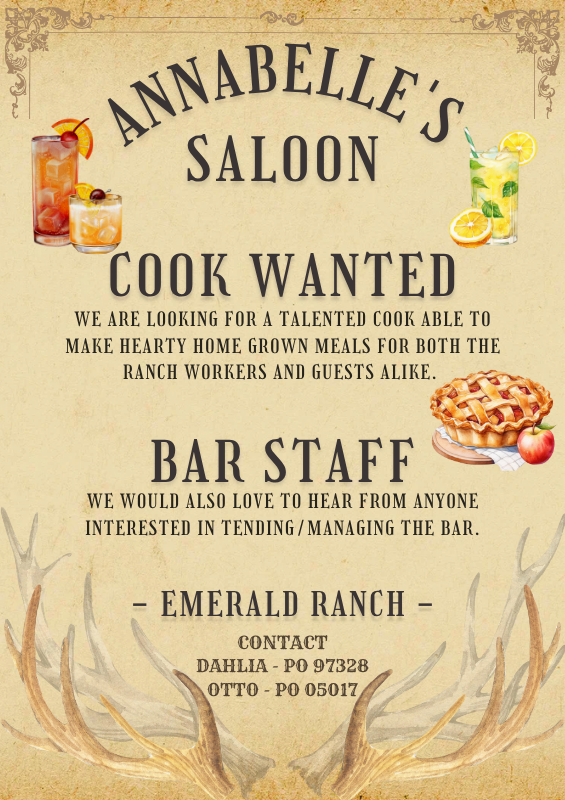 ANNABELLE'S
SALOON
COOK WANTED
WE ARE LOOKING FOR A TALENTED COOK ABLE TO
MAKE HEARTY HOME GROWN MEALS FOR BOTH THE
RANCH WORKERS AND GUESTS ALIKE.
BAR STAFF
WE WOULD ALSO LOVE TO HEAR FROM ANYONE
INTERESTED IN TENDING/MANAGING THE BAR.
– EMERALD RANCH –
CONTACT
DAHLIA - PO 97328
OTTO - PO 05017